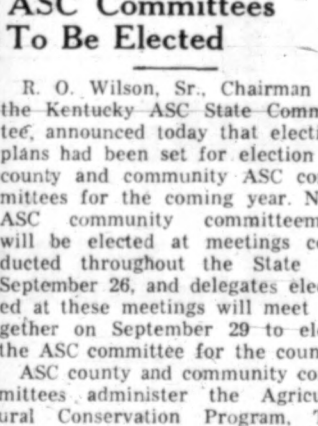 ASC Committees
To Be Elected
R. O. Wilson, Sr., Chairman
the Kentucky ASC State Comm
tee, announced today that electi
plans had been set for election
county and community ASC co
mittees for the coming year. N
ASC community committeem
will be elected at meetings co
ducted throughout the State
September 26, and delegates elec
ed at these meetings will meet
gether on September 29 to el
the ASC committee for the coun
ASC county and community co
mittees administer the Agricu
ural Conservation Program, T